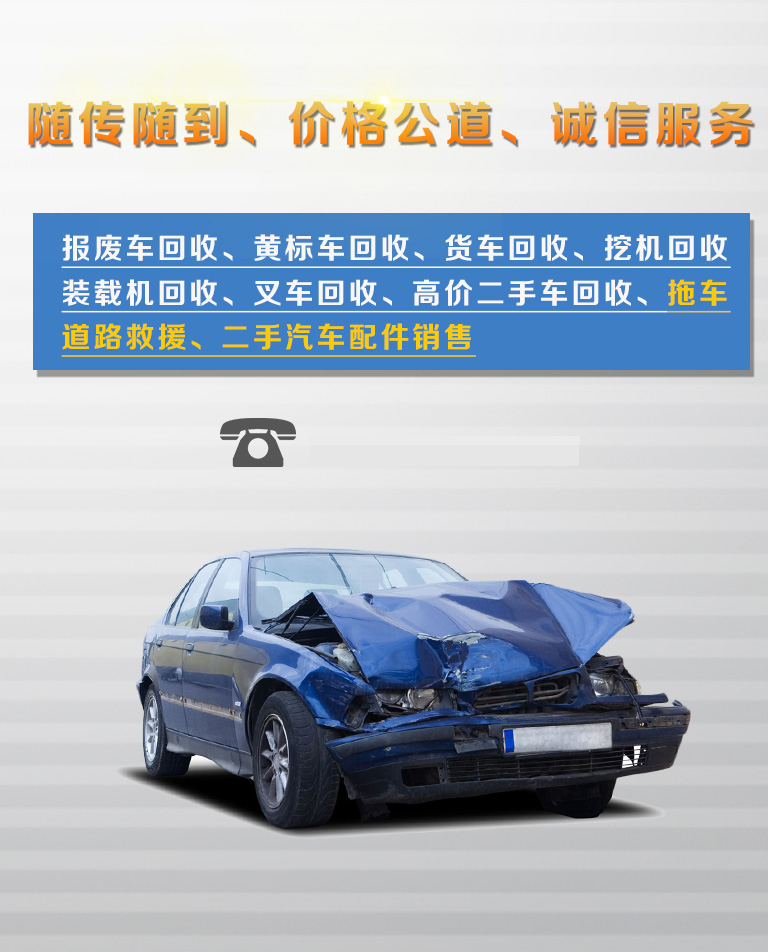 随传随到、价格公道、诚信服务
报废车回收、黄标车回收、货车回收、挖机回收
装载机回收、叉车回收、高价二手车回收、拖车
道路救援、二手汽车配件销售